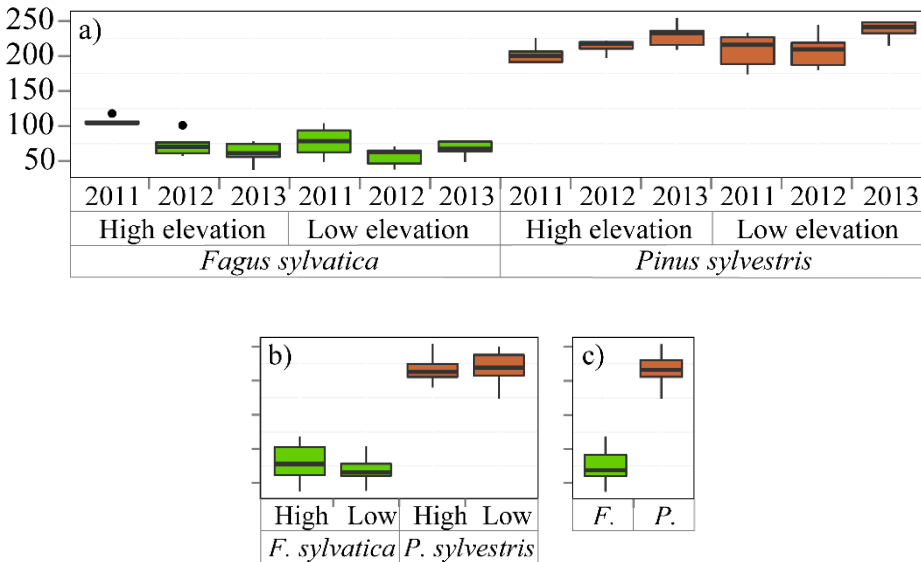 250
200
150
100
50
a)
2011 2012 2013 2011 2012 2013 2011 2012 2013 2011 2012 2013
High elevation Low elevation High elevation Low elevation
Fagus sylvatica Pinus sylvestris
b)
High Low High Low
F. sylvatica P. sylvestris
c)
F. P.